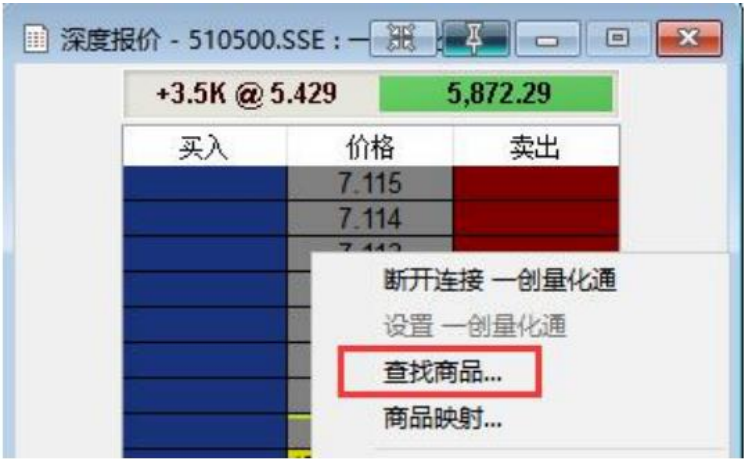 深度报价 - 510500.SSE : 一
+3.5K @ 5.429 5,872.29
买入 价格 卖出
7.115
7.114
断开连接 一创量化通
设置 一创量化通
查找商品...
商品映射...